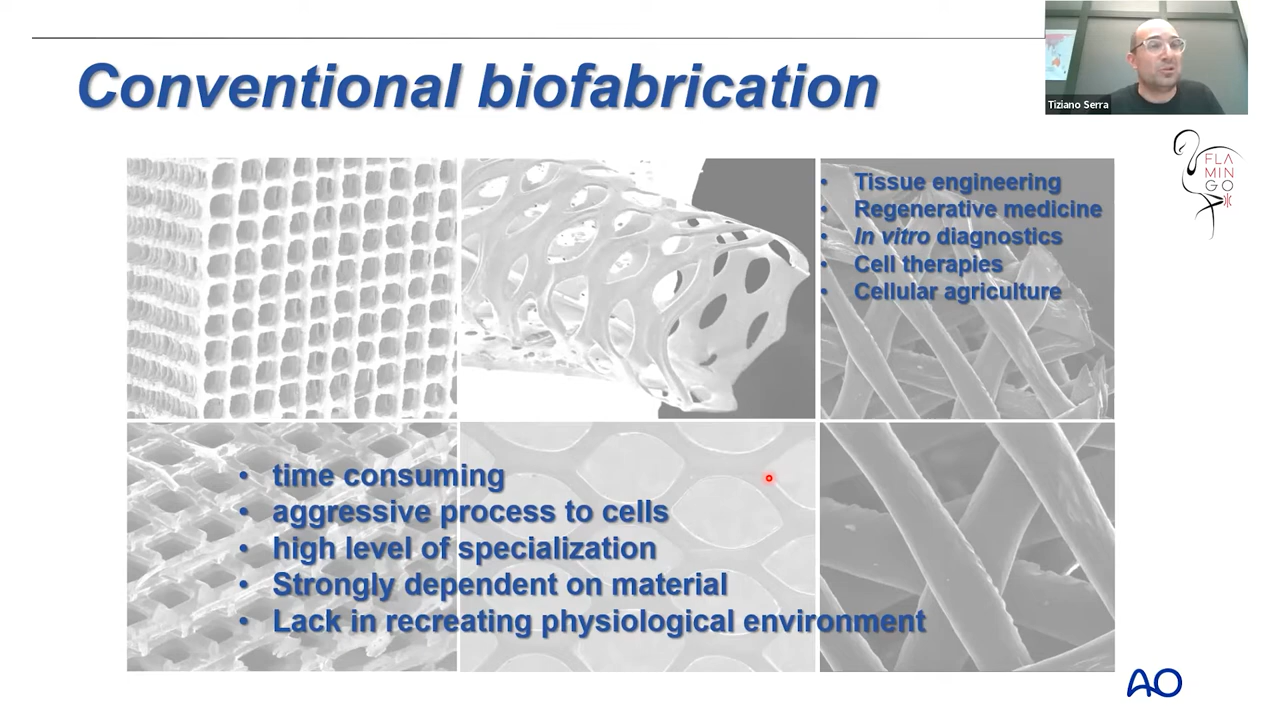 Conventional biofabrication
Tiziano Serra
FLA
MIN
GO
• Tissue engineering
• Regenerative medicine
• In vitro diagnostics
• Cell therapies
• Cellular agriculture
• time consuming
• aggressive process to cells
• high level of specialization
• Strongly dependent on material
• Lack in recreating physiological environment
AO